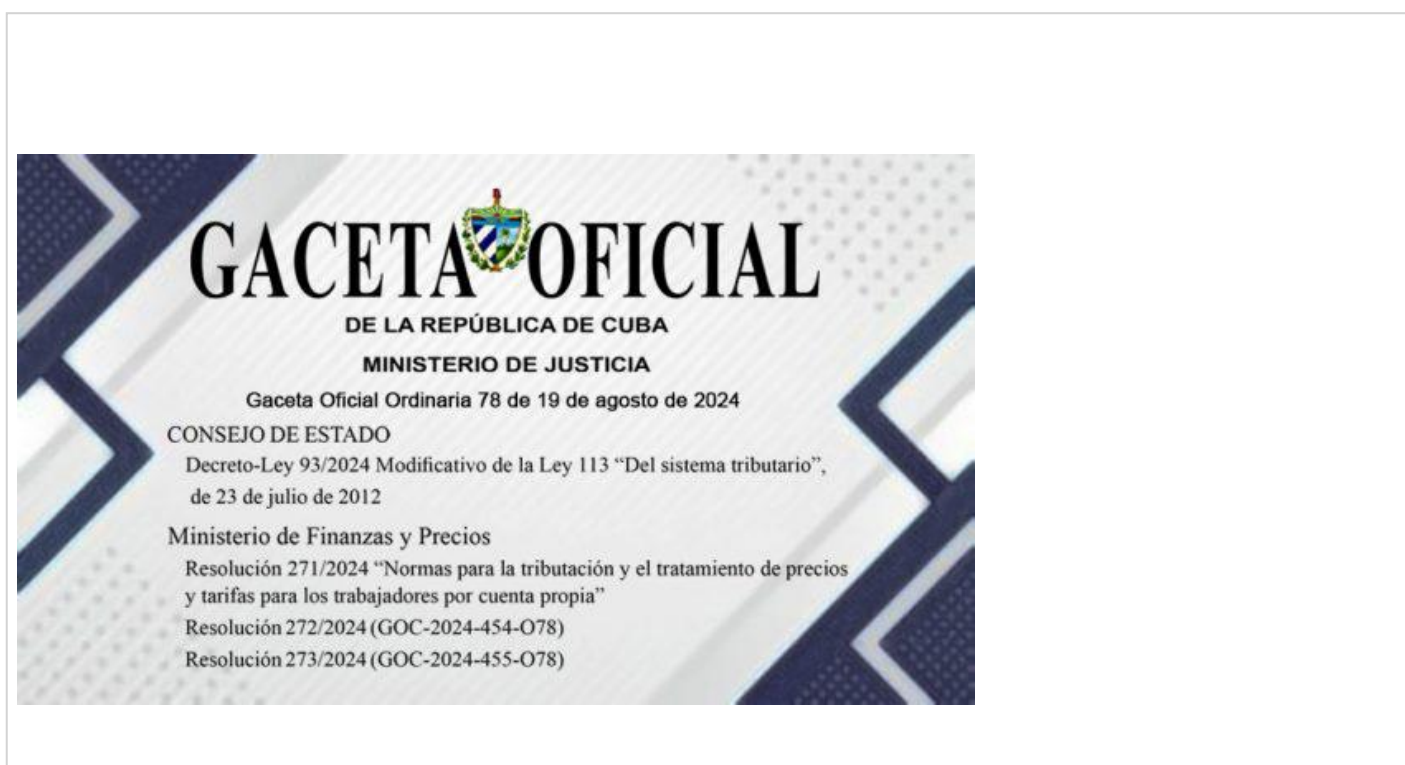 GACETA OFICIAL
DE LA REPÚBLICA DE CUBA
MINISTERIO DE JUSTICIA
Gaceta Oficial Ordinaria 78 de 19 de agosto de 2024
CONSEJO DE ESTADO
Decreto-Ley 93/2024 Modificativo de la Ley 113 “Del sistema tributario”,
de 23 de julio de 2012
Ministerio de Finanzas y Precios
Resolución 271/2024 “Normas para la tributación y el tratamiento de precios
y tarifas para los trabajadores por cuenta propia”
Resolución 272/2024 (GOC-2024-454-O78)
Resolución 273/2024 (GOC-2024-455-O78)